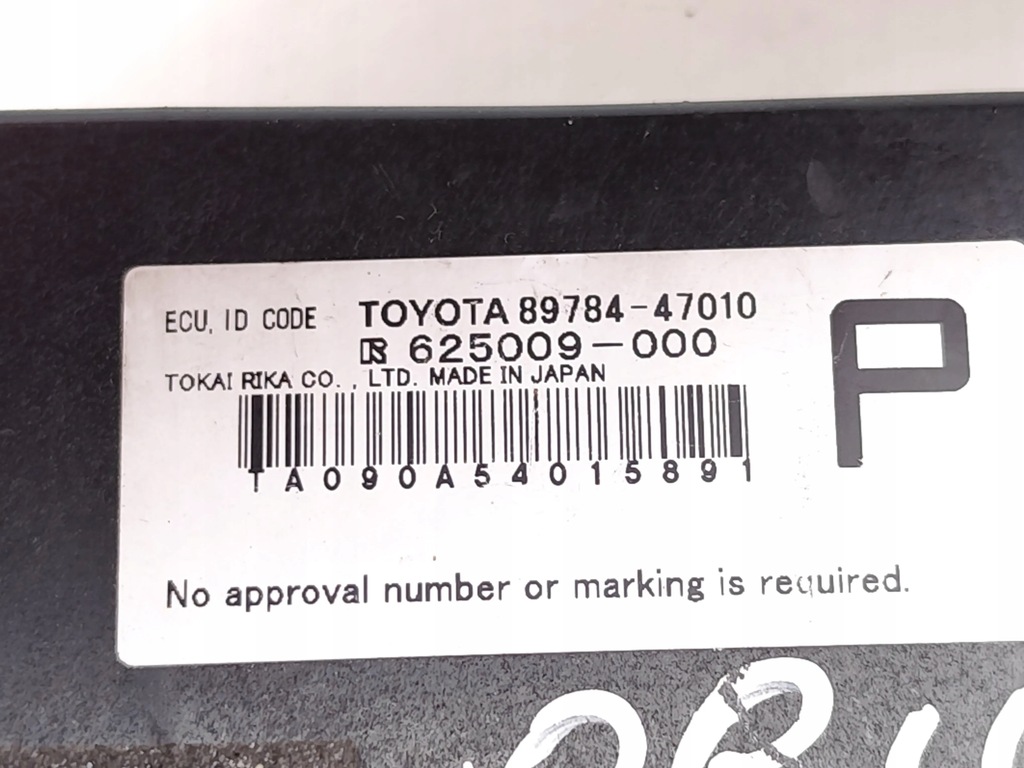 ECU, ID CODE TOYOTA 89784-47010
625009-000
TOKAI RIKA CO., LTD. MADE IN JAPAN
P
TA090A54015891
No approval number or marking is required.